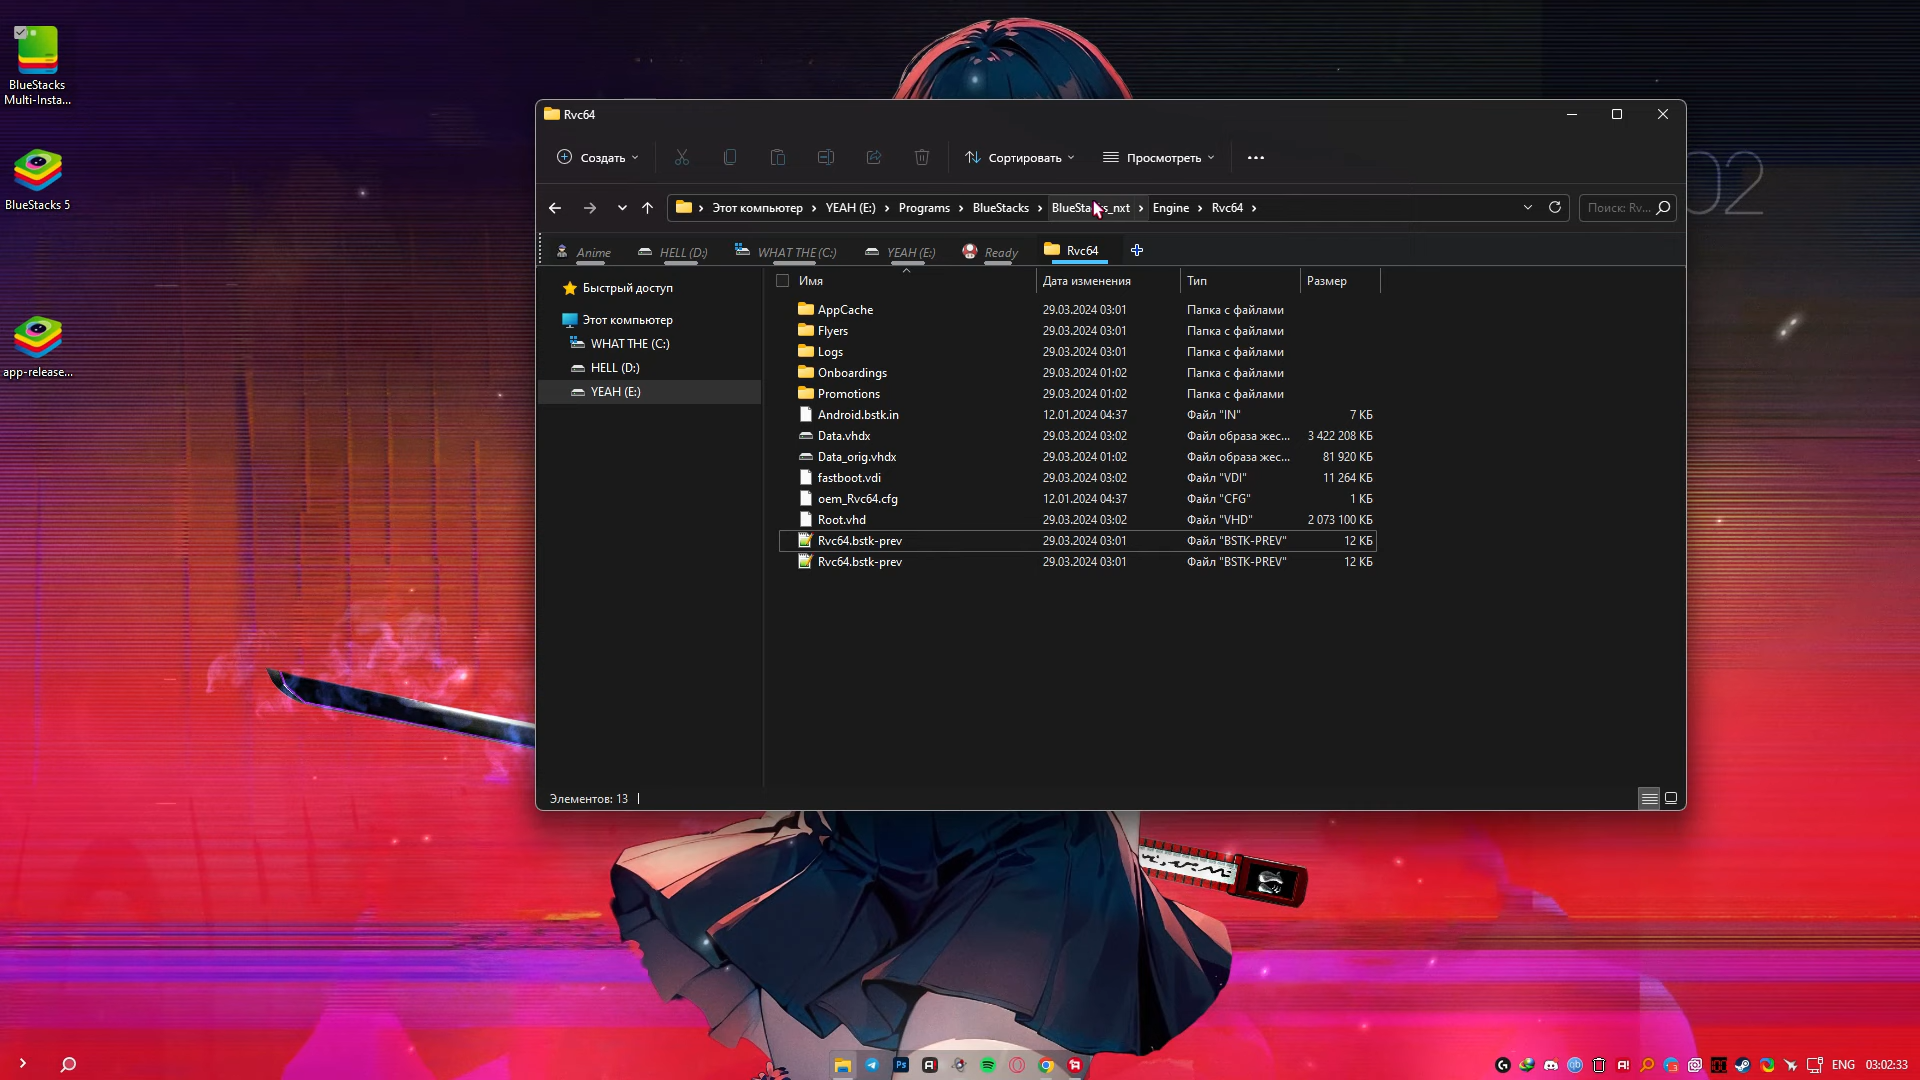 BlueStacks
Multi-Insta...
BlueStacks 5
app-release...
Rvc64
Создать
Сортировать
Просмотреть
Этот компьютер
YEAH (E:)
Programs
BlueStacks
Engine
Rvc64
Поиск: Rv...
Anime
HELL (D:)
WHAT THE (C:)
YEAH (E:)
Ready
Rvc64
Быстрый доступ
Этот компьютер
WHAT THE (C:)
HELL (D:)
YEAH (E:)
Имя Дата изменения Тип Размер
AppCache 29.03.2024 03:01 Папка с файлами
Flyers 29.03.2024 03:01 Папка с файлами
Logs 29.03.2024 03:01 Папка с файлами
Onboardings 29.03.2024 01:02 Папка с файлами
Promotions 29.03.2024 01:02 Папка с файлами
Android.bstk.in 12.01.2024 04:37 Файл "IN" 7 КБ
Data.vhdx 29.03.2024 03:02 Файл образа жес... 3 422 208 КБ
Data_orig.vhdx 29.03.2024 01:02 Файл образа жес... 81 920 КБ
fastboot.vdi 29.03.2024 03:02 Файл "VDI" 11 264 КБ
oem_Rvc64.cfg 12.01.2024 04:37 Файл "CFG" 1 КБ
Root.vhd 29.03.2024 03:02 Файл "VHD" 2 073 100 КБ
Rvc64.bstk-prev 29.03.2024 03:01 Файл "BSTK-PREV" 12 КБ
Rvc64.bstk-prev 29.03.2024 03:01 Файл "BSTK-PREV" 12 КБ
Элементов: 13
ENG 03:02:33